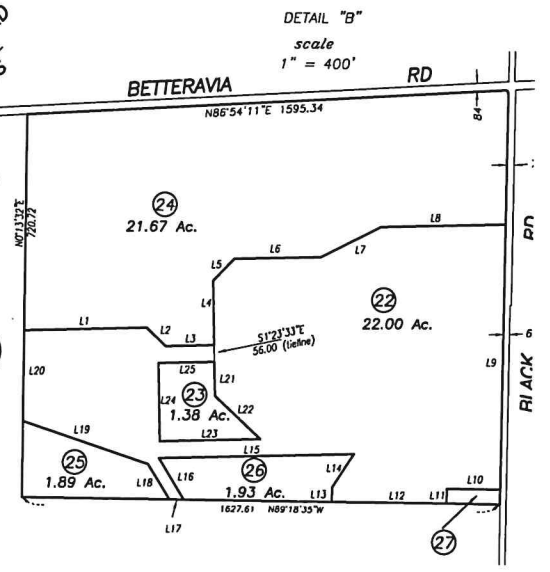 DETAIL "B"
scale
1" = 400'
BETTERAVIA RD
N86°54'11"E 1595.34
84
N0°13'32"E
720.72
24
21.67 Ac.
L8
L7
L6
L5
L4
22
22.00 Ac.
RD
L1
L2
L3
S1°23'33"E
56.00 (tieline)
6
L20
L25
L21
L9
BLACK
L24
23
1.38 Ac.
L22
L19
L23
L15
25
1.89 Ac.
L18
L16
26
1.93 Ac.
L14
L13
L12
L11
L10
L17
1627.61 N89°18'35"W
27